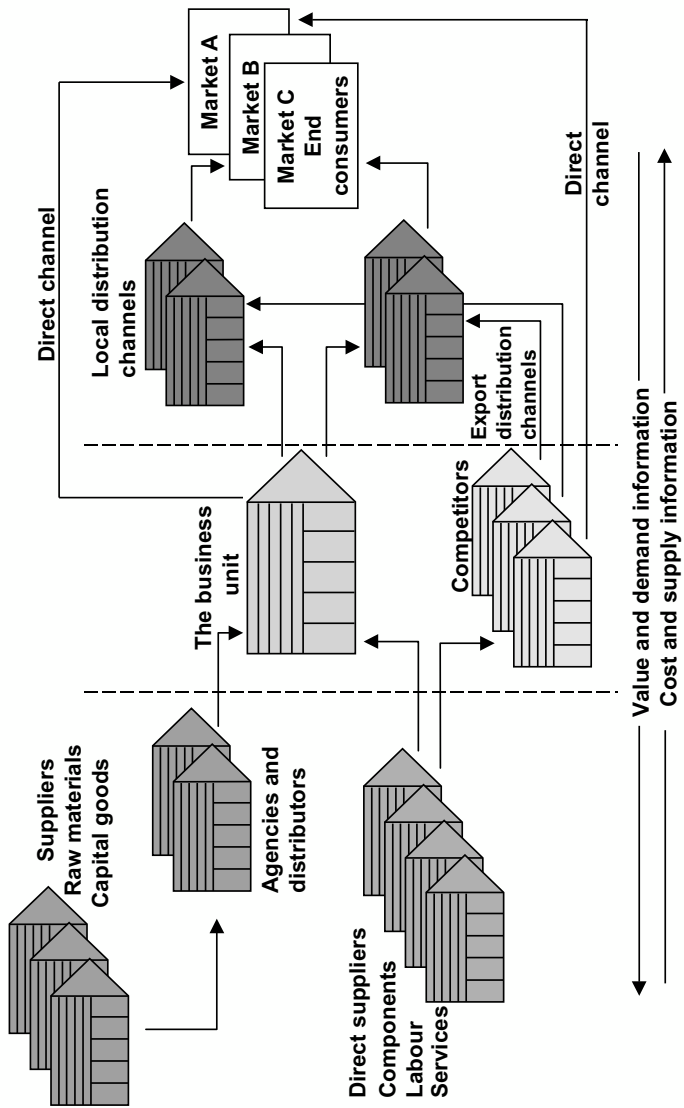 Suppliers
Raw materials
Capital goods
Agencies and
distributors
Direct suppliers
Components
Labour
Services
The business
unit
Competitors
Direct channel
Local distribution
channels
Export
distribution
channels
Market A
Market B
Market C
End
consumers
Direct
channel
Value and demand information
Cost and supply information